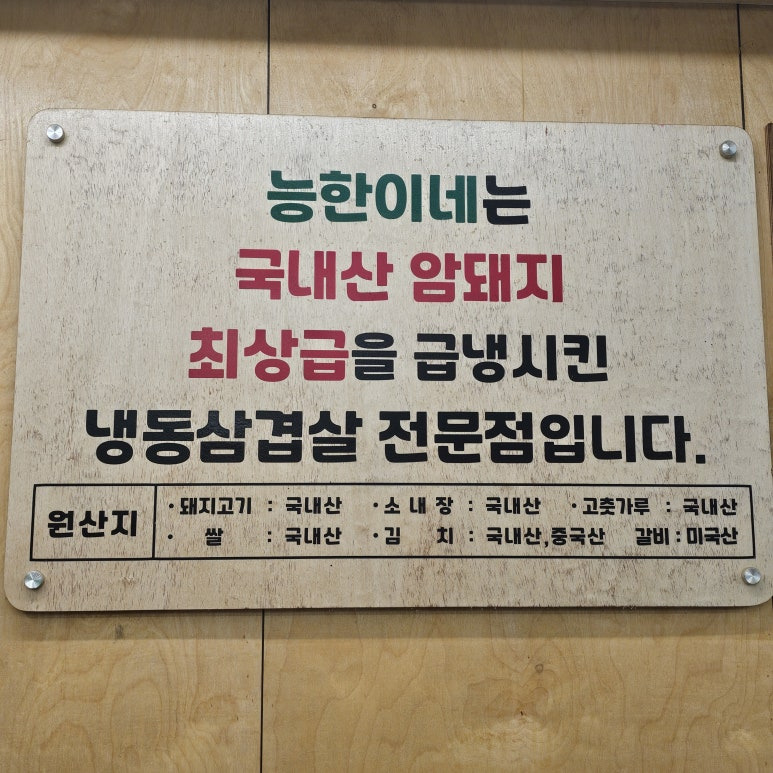 능한이네는
국내산 암돼지
최상급을 급냉시킨
냉동삼겹살 전문점입니다.
원산지
·돼지고기 : 국내산 ·소내장 : 국내산 ·고춧가루 : 국내산
·쌀 : 국내산 ·김치 : 국내산,중국산 갈비:미국산